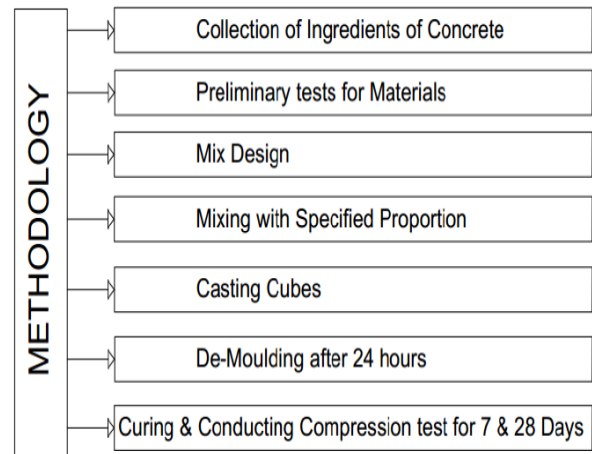 METHODOLOGY
Collection of Ingredients of Concrete
Preliminary tests for Materials
Mix Design
Mixing with Specified Proportion
Casting Cubes
De-Moulding after 24 hours
Curing & Conducting Compression test for 7 & 28 Days